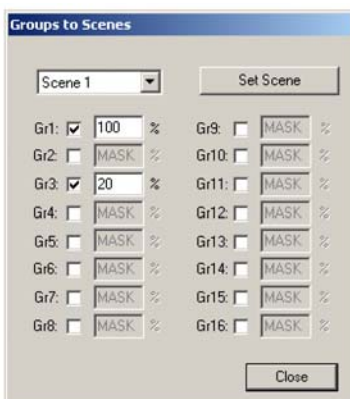 Groups to Scenes
Scene 1 Set Scene
Gr1: 100 % Gr9: MASK %
Gr2: MASK % Gr10: MASK %
Gr3: 20 % Gr11: MASK %
Gr4: MASK % Gr12: MASK %
Gr5: MASK % Gr13: MASK %
Gr6: MASK % Gr14: MASK %
Gr7: MASK % Gr15: MASK %
Gr8: MASK % Gr16: MASK %
Close